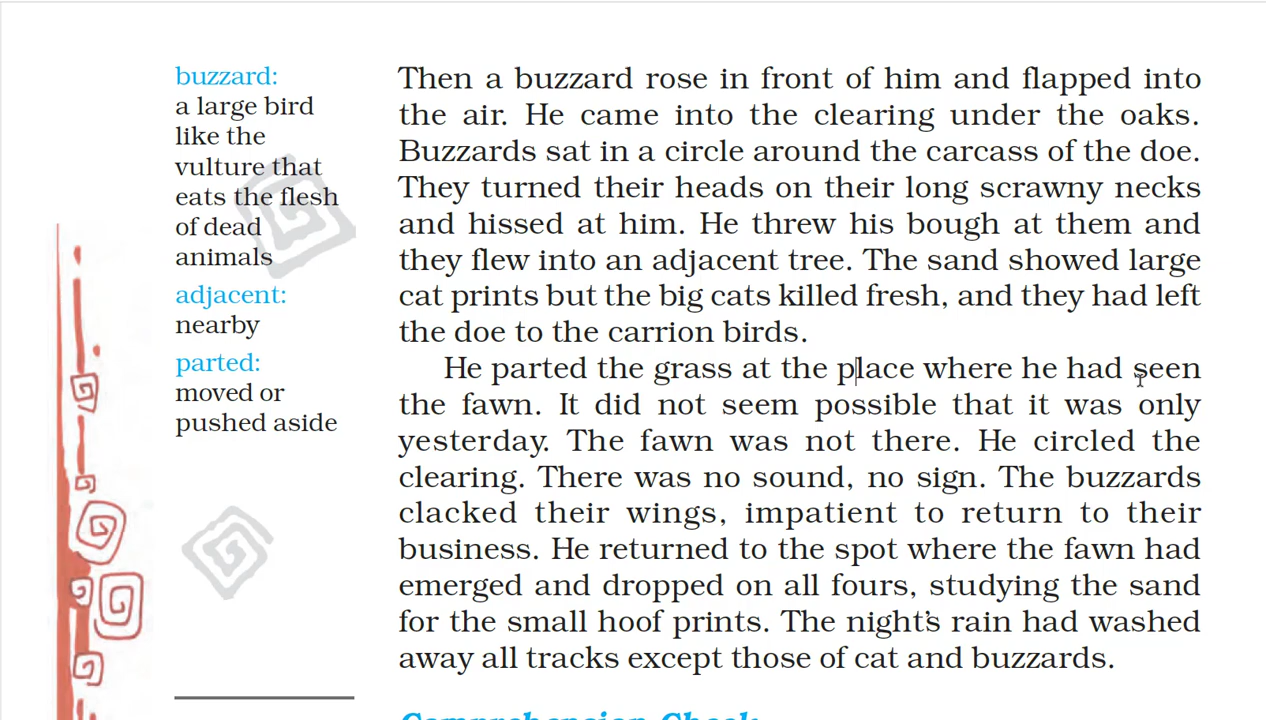 buzzard:
a large bird
like the
vulture that
eats the flesh
of dead
animals
adjacent:
nearby
parted:
moved or
pushed aside
Then a buzzard rose in front of him and flapped into
the air. He came into the clearing under the oaks.
Buzzards sat in a circle around the carcass of the doe.
They turned their heads on their long scrawny necks
and hissed at him. He threw his bough at them and
they flew into an adjacent tree. The sand showed large
cat prints but the big cats killed fresh, and they had left
the doe to the carrion birds.
He parted the grass at the place where he had seen
the fawn. It did not seem possible that it was only
yesterday. The fawn was not there. He circled the
clearing. There was no sound, no sign. The buzzards
clacked their wings, impatient to return to their
business. He returned to the spot where the fawn had
emerged and dropped on all fours, studying the sand
for the small hoof prints. The night’s rain had washed
away all tracks except those of cat and buzzards.
Comprehension Check